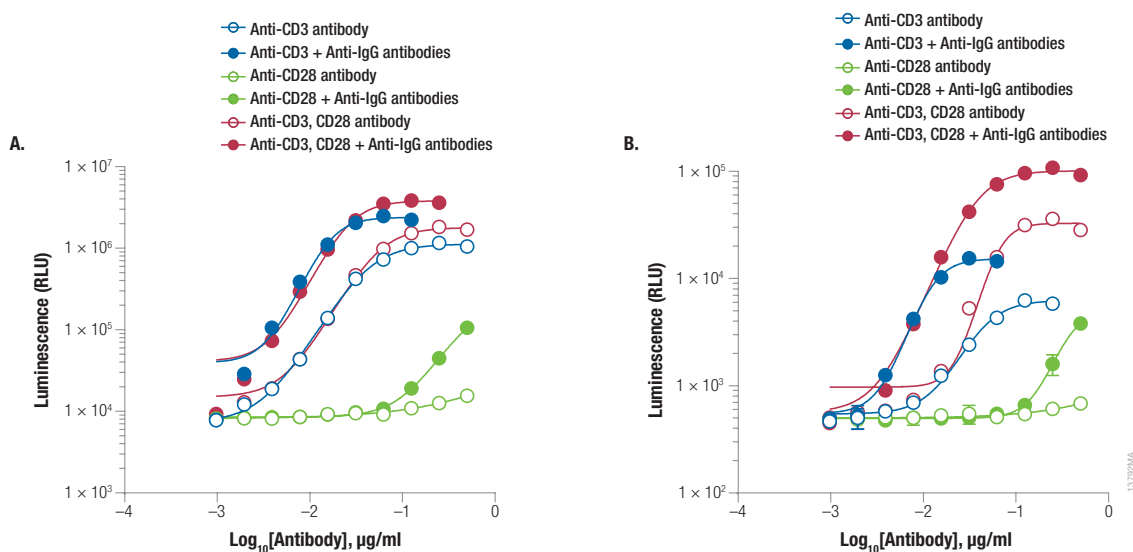 Anti-CD3 antibody
Anti-CD3 + Anti-IgG antibodies
Anti-CD28 antibody
Anti-CD28 + Anti-IgG antibodies
Anti-CD3, CD28 antibody
Anti-CD3, CD28 + Anti-IgG antibodies
A.
1 × 10⁷
1 × 10⁶
1 × 10⁵
1 × 10⁴
1 × 10³
Luminescence (RLU)
–4 –3 –2 –1 0
Log₁₀[Antibody], µg/ml
Anti-CD3 antibody
Anti-CD3 + Anti-IgG antibodies
Anti-CD28 antibody
Anti-CD28 + Anti-IgG antibodies
Anti-CD3, CD28 antibody
Anti-CD3, CD28 + Anti-IgG antibodies
B.
1 × 10⁵
1 × 10⁴
1 × 10³
1 × 10²
Luminescence (RLU)
–4 –3 –2 –1 0
Log₁₀[Antibody], µg/ml
13792MA